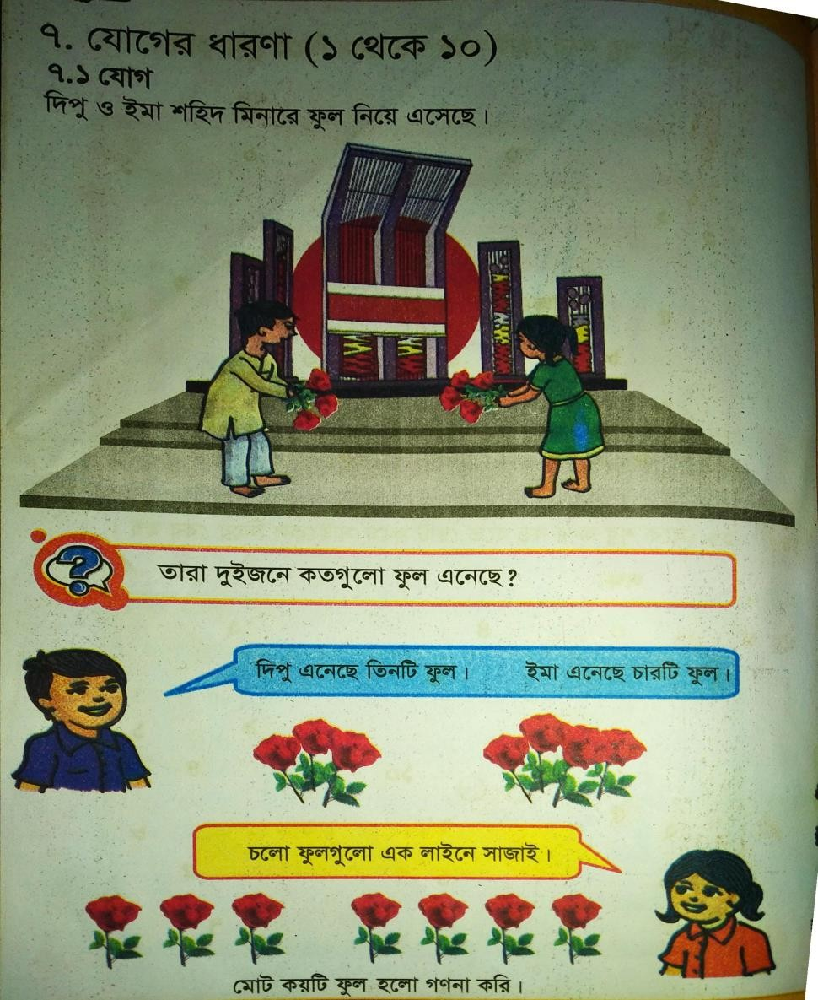 ৭. যোগের ধারণা (১ থেকে ১০)
৭.১ যোগ
দিপু ও ইমা শহিদ মিনারে ফুল নিয়ে এসেছে।
তারা দুইজনে কতগুলো ফুল এনেছে?
দিপু এনেছে তিনটি ফুল। ইমা এনেছে চারটি ফুল।
চলো ফুলগুলো এক লাইনে সাজাই।
মোট কয়টি ফুল হলো গণনা করি।